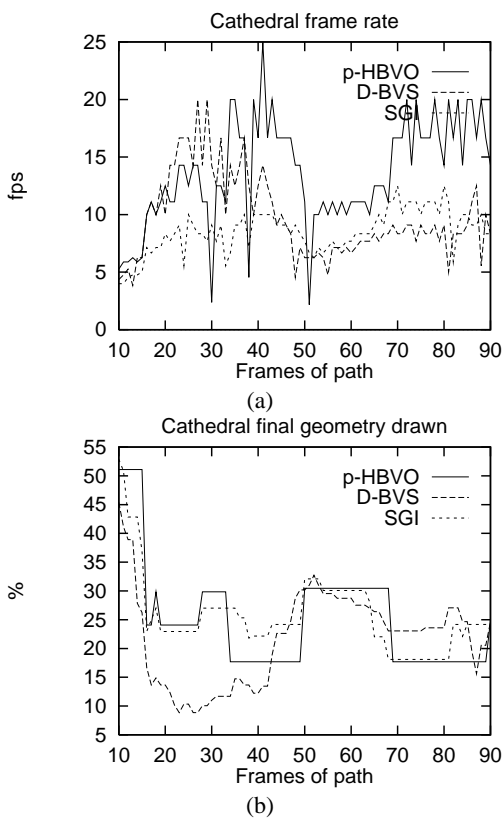 Cathedral frame rate
25
20
15
10
5
0
fps
p-HBVO
D-BVS
SGI
10 20 30 40 50 60 70 80 90
Frames of path
(a)
Cathedral final geometry drawn
55
50
45
40
35
30
25
20
15
10
5
%
p-HBVO
D-BVS
SGI
10 20 30 40 50 60 70 80 90
Frames of path
(b)